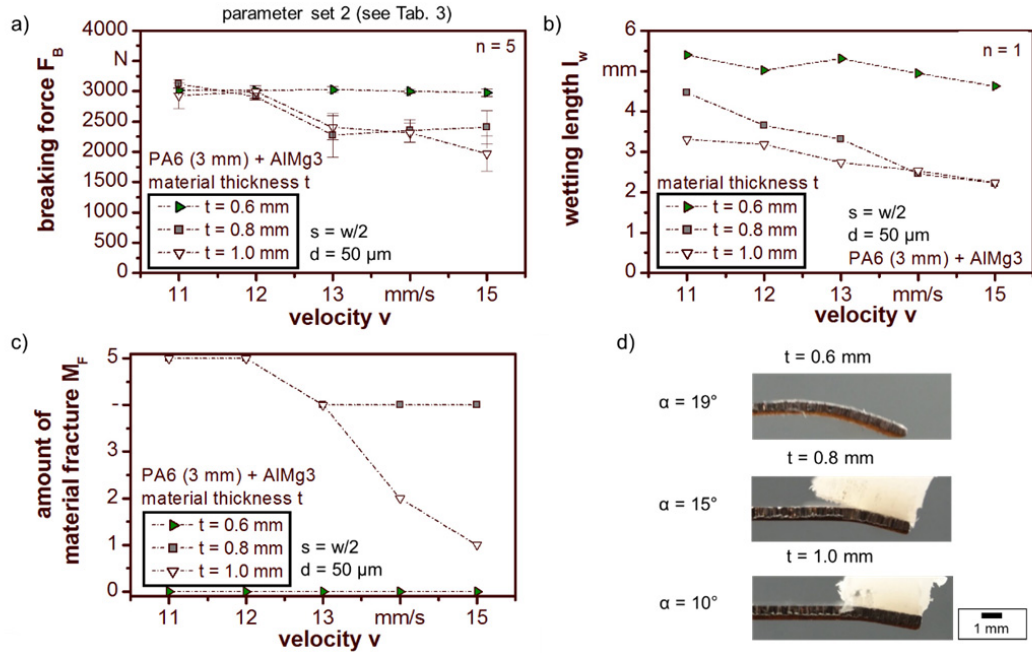 parameter set 2 (see Tab. 3)
a)
4000
N
3000
2500
2000
4000
3000
2000
1000
0
breaking force F_B
n = 5
PA6 (3 mm) + AlMg3
material thickness t
t = 0.6 mm
t = 0.8 mm
t = 1.0 mm
s = w/2
d = 50 µm
11 12 13 mm/s 15
velocity v
b)
6
mm
4
3
2
1
0
wetting length l_w
n = 1
material thickness t
t = 0.6 mm
t = 0.8 mm
t = 1.0 mm
s = w/2
d = 50 µm
PA6 (3 mm) + AlMg3
11 12 13 mm/s 15
velocity v
c)
5
-
3
2
1
0
amount of
material fracture M_F
PA6 (3 mm) + AlMg3
material thickness t
t = 0.6 mm
t = 0.8 mm
t = 1.0 mm
s = w/2
d = 50 µm
11 12 13 mm/s 15
velocity v
d)
t = 0.6 mm
α = 19°
t = 0.8 mm
α = 15°
t = 1.0 mm
α = 10°
1 mm